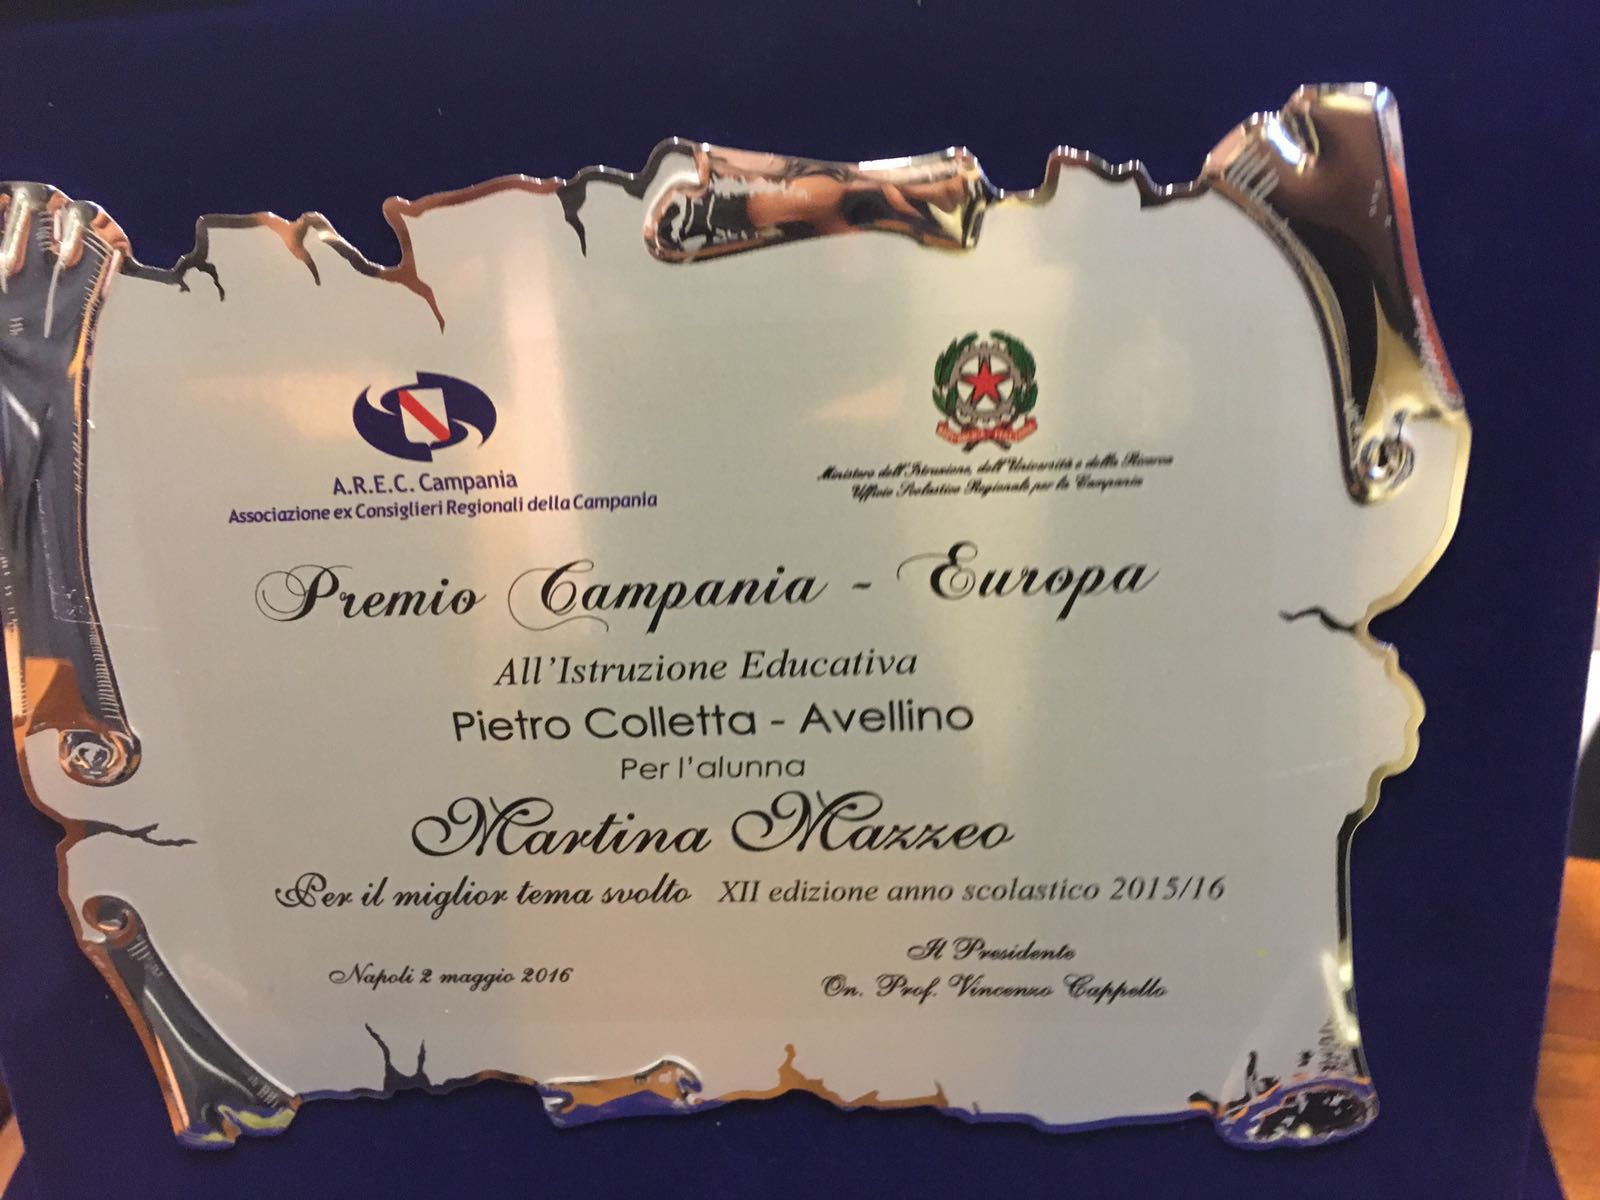 A.R.E.C. Campania
Associazione ex Consiglieri Regionali della Campania
Ministero dell'Istruzione, dell'Università e della Ricerca
Ufficio Scolastico Regionale per la Campania
Premio Campania - Europa
All'Istruzione Educativa
Pietro Colletta - Avellino
Per l'alunna
Martina Mazzeo
Per il miglior tema svolto XII edizione anno scolastico 2015/16
Napoli 2 maggio 2016
Il Presidente
On. Prof. Vincenzo Cappello